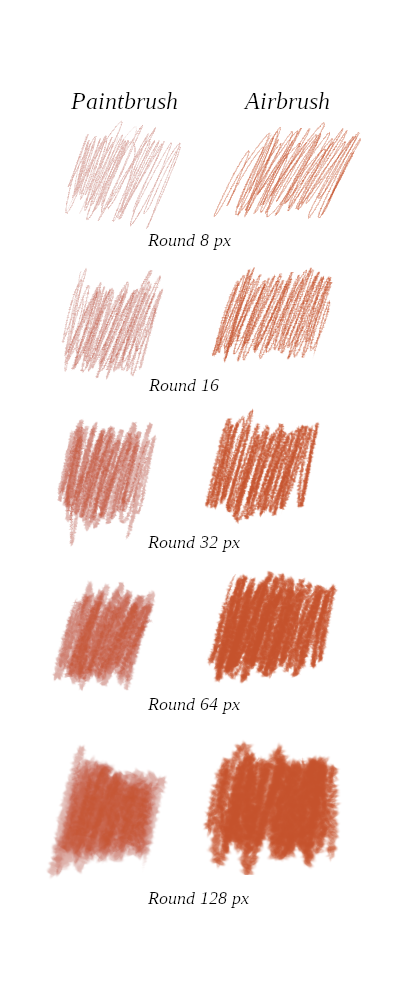 Paintbrush Airbrush
Round 8 px
Round 16
Round 32 px
Round 64 px
Round 128 px